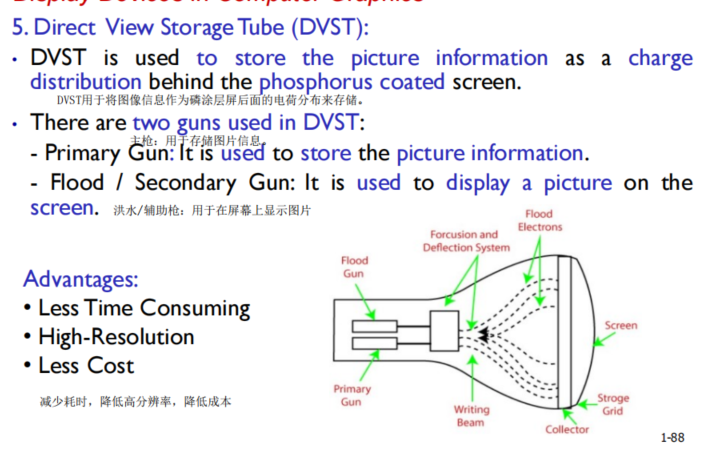 5. Direct View Storage Tube (DVST):
• DVST is used to store the picture information as a charge
distribution behind the phosphorus coated screen.
DVST用于将图像信息作为磷涂层屏后面的电荷分布来存储。
• There are two guns used in DVST:
主枪：用于存储图片信息。
- Primary Gun: It is used to store the picture information.
- Flood / Secondary Gun: It is used to display a picture on the
screen. 洪水/辅助枪：用于在屏幕上显示图片
Advantages:
• Less Time Consuming
• High-Resolution
• Less Cost
减少耗时，降低高分辨率，降低成本
Flood
Electrons
Forcusion and
Deflection System
Flood
Gun
Screen
Primary
Gun
Writing
Beam
Stroge
Grid
Collector
1-88